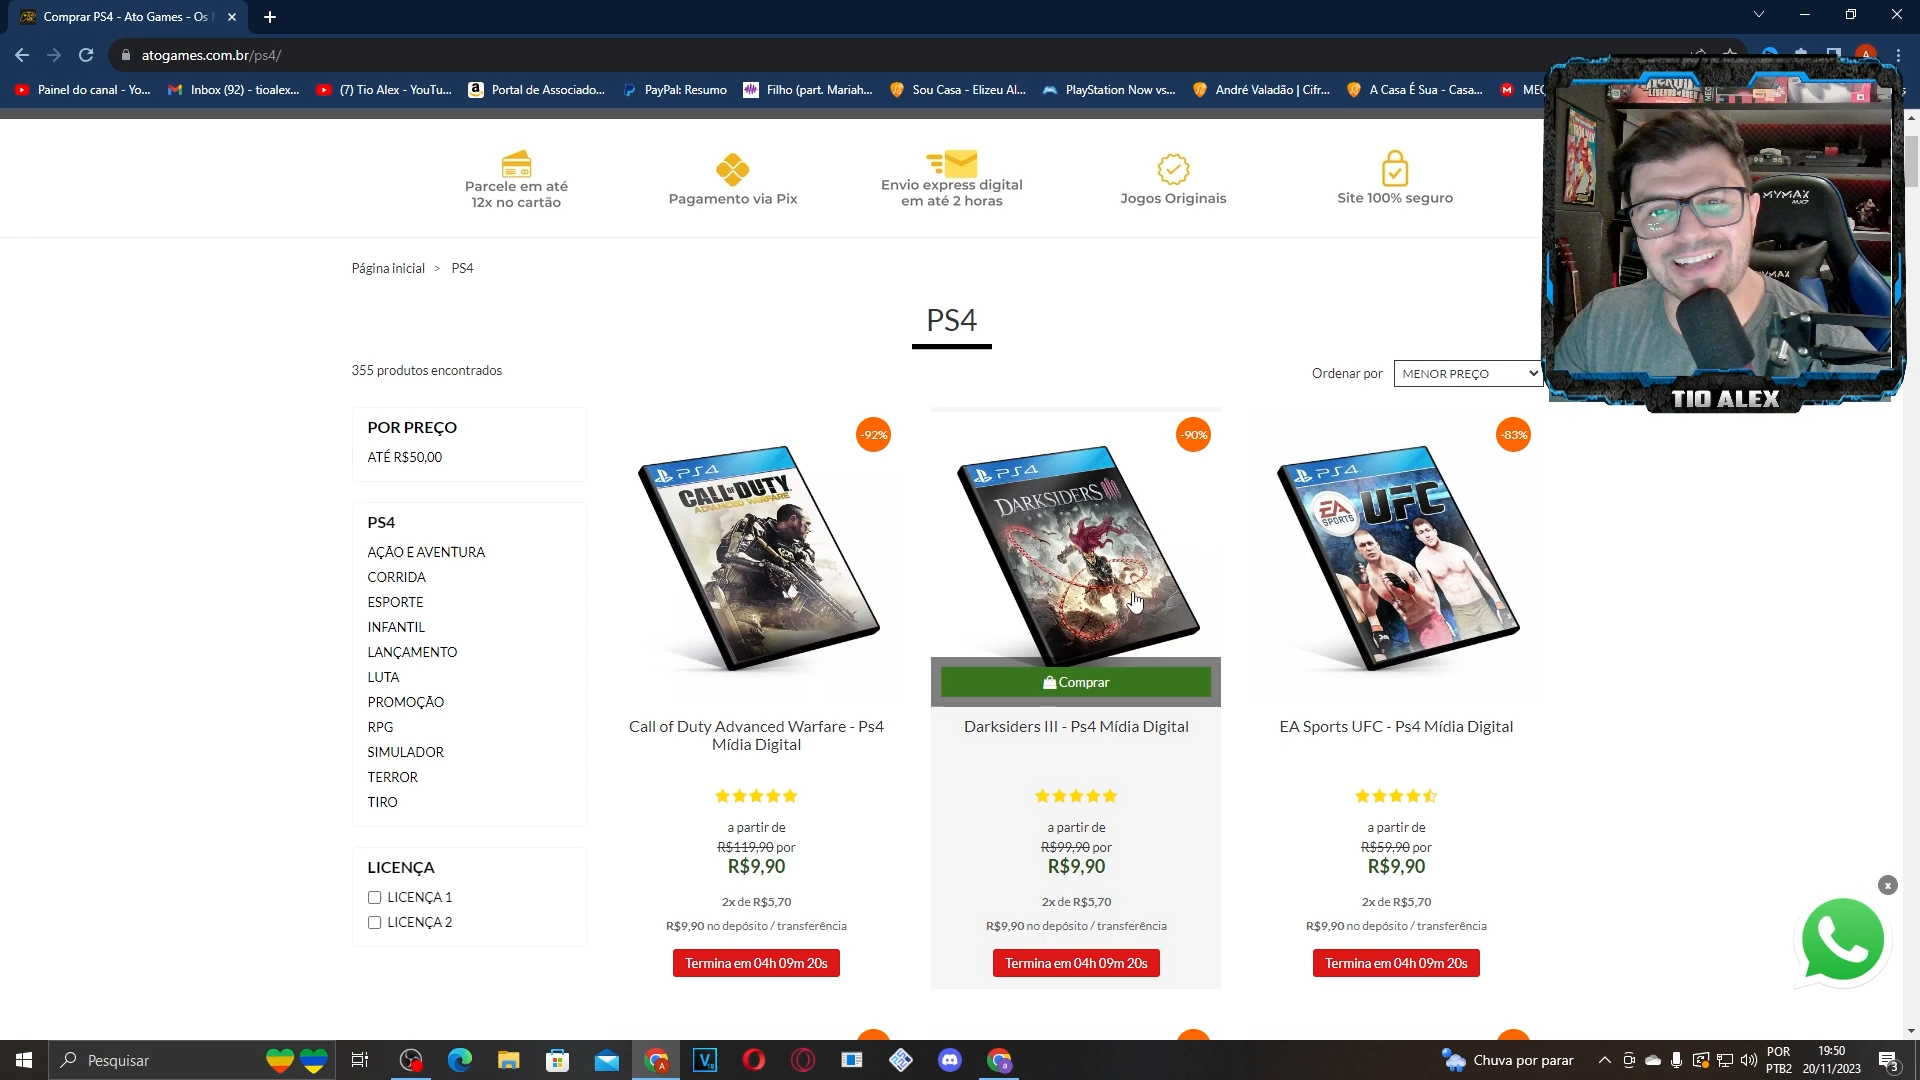 Comprar PS4 - Ato Games - Os
atogames.com.br/ps4/
Painel do canal - Yo...
Inbox (92) - tioalex...
(7) Tio Alex - YouTu...
Portal de Associado...
PayPal: Resumo
Filho (part. Mariah...
Sou Casa - Elizeu Al...
PlayStation Now vs...
André Valadão | Cifr...
A Casa É Sua - Casa...
Parcele em até
12x no cartão
Pagamento via Pix
Envio express digital
em até 2 horas
Jogos Originais
Site 100% seguro
MYMAX
MX7
TIO ALEX
Página inicial > PS4
PS4
355 produtos encontrados
Ordenar por
MENOR PREÇO
POR PREÇO
ATÉ R$50,00
PS4
AÇÃO E AVENTURA
CORRIDA
ESPORTE
INFANTIL
LANÇAMENTO
LUTA
PROMOÇÃO
RPG
SIMULADOR
TERROR
TIRO
LICENÇA
LICENÇA 1
LICENÇA 2
-92%
PS4
CALL OF DUTY
ADVANCED WARFARE
Call of Duty Advanced Warfare - Ps4
Mídia Digital
a partir de
R$119,90 por
R$9,90
2x de R$5,70
R$9,90 no depósito / transferência
Termina em 04h 09m 20s
-90%
PS4
DARKSIDERS III
Comprar
Darksiders III - Ps4 Mídia Digital
a partir de
R$99,90 por
R$9,90
2x de R$5,70
R$9,90 no depósito / transferência
Termina em 04h 09m 20s
-83%
PS4
EA SPORTS
UFC
EA Sports UFC - Ps4 Mídia Digital
a partir de
R$59,90 por
R$9,90
2x de R$5,70
R$9,90 no depósito / transferência
Termina em 04h 09m 20s
Pesquisar
Chuva por parar
POR
PTB2
19:50
20/11/2023
3